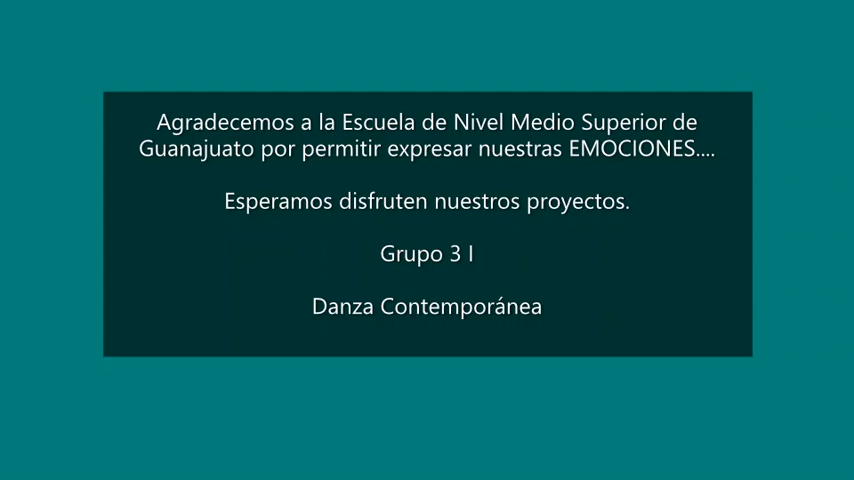 Agradecemos a la Escuela de Nivel Medio Superior de
Guanajuato por permitir expresar nuestras EMOCIONES....
Esperamos disfruten nuestros proyectos.
Grupo 3 I
Danza Contemporánea